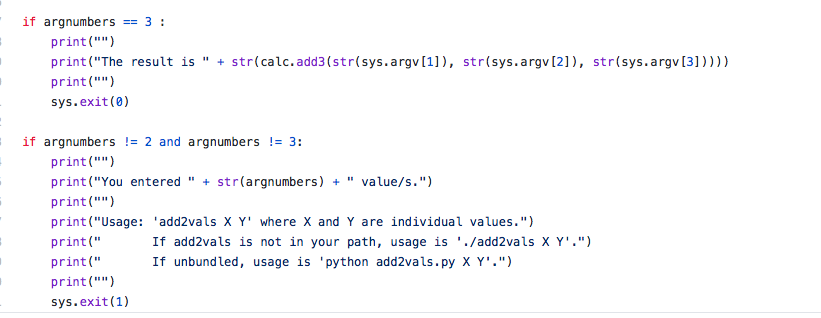 if argnumbers == 3 :
    print("")
    print("The result is " + str(calc.add3(str(sys.argv[1]), str(sys.argv[2]), str(sys.argv[3]))))
    print("")
    sys.exit(0)

if argnumbers != 2 and argnumbers != 3:
    print("")
    print("You entered " + str(argnumbers) + " value/s.")
    print("")
    print("Usage: 'add2vals X Y' where X and Y are individual values.")
    print("       If add2vals is not in your path, usage is './add2vals X Y'.")
    print("       If unbundled, usage is 'python add2vals.py X Y'.")
    print("")
    sys.exit(1)